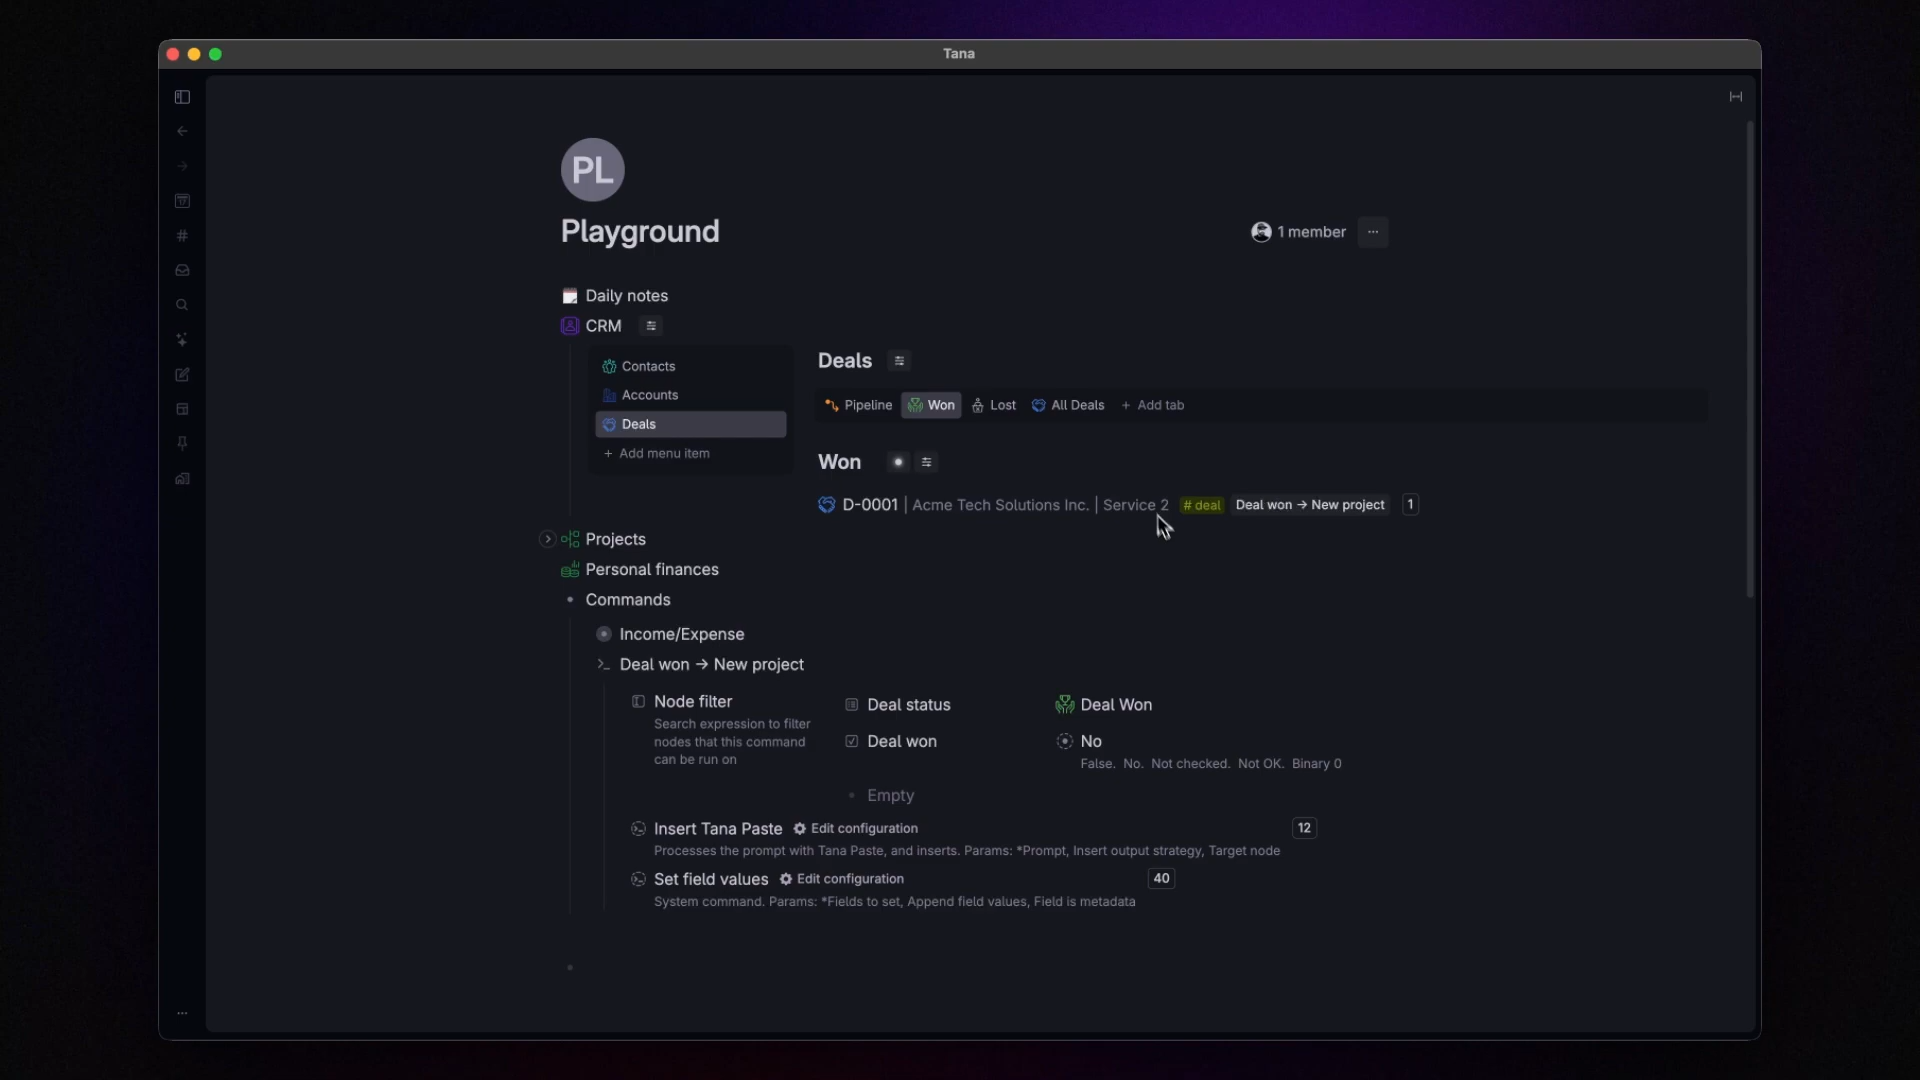 Tana
PL
Playground
1 member
Daily notes
CRM
Contacts
Accounts
Deals
+ Add menu item
Deals
Pipeline Won Lost All Deals + Add tab
Won
D-0001 | Acme Tech Solutions Inc. | Service 2 # deal Deal won → New project 1
Projects
Personal finances
Commands
Income/Expense
Deal won → New project
Node filter
Search expression to filter
nodes that this command
can be run on
Deal status
Deal Won
Deal won
No
False. No. Not checked. Not OK. Binary 0
Empty
Insert Tana Paste Edit configuration 12
Processes the prompt with Tana Paste, and inserts. Params: *Prompt, Insert output strategy, Target node
Set field values Edit configuration 40
System command. Params: *Fields to set, Append field values, Field is metadata